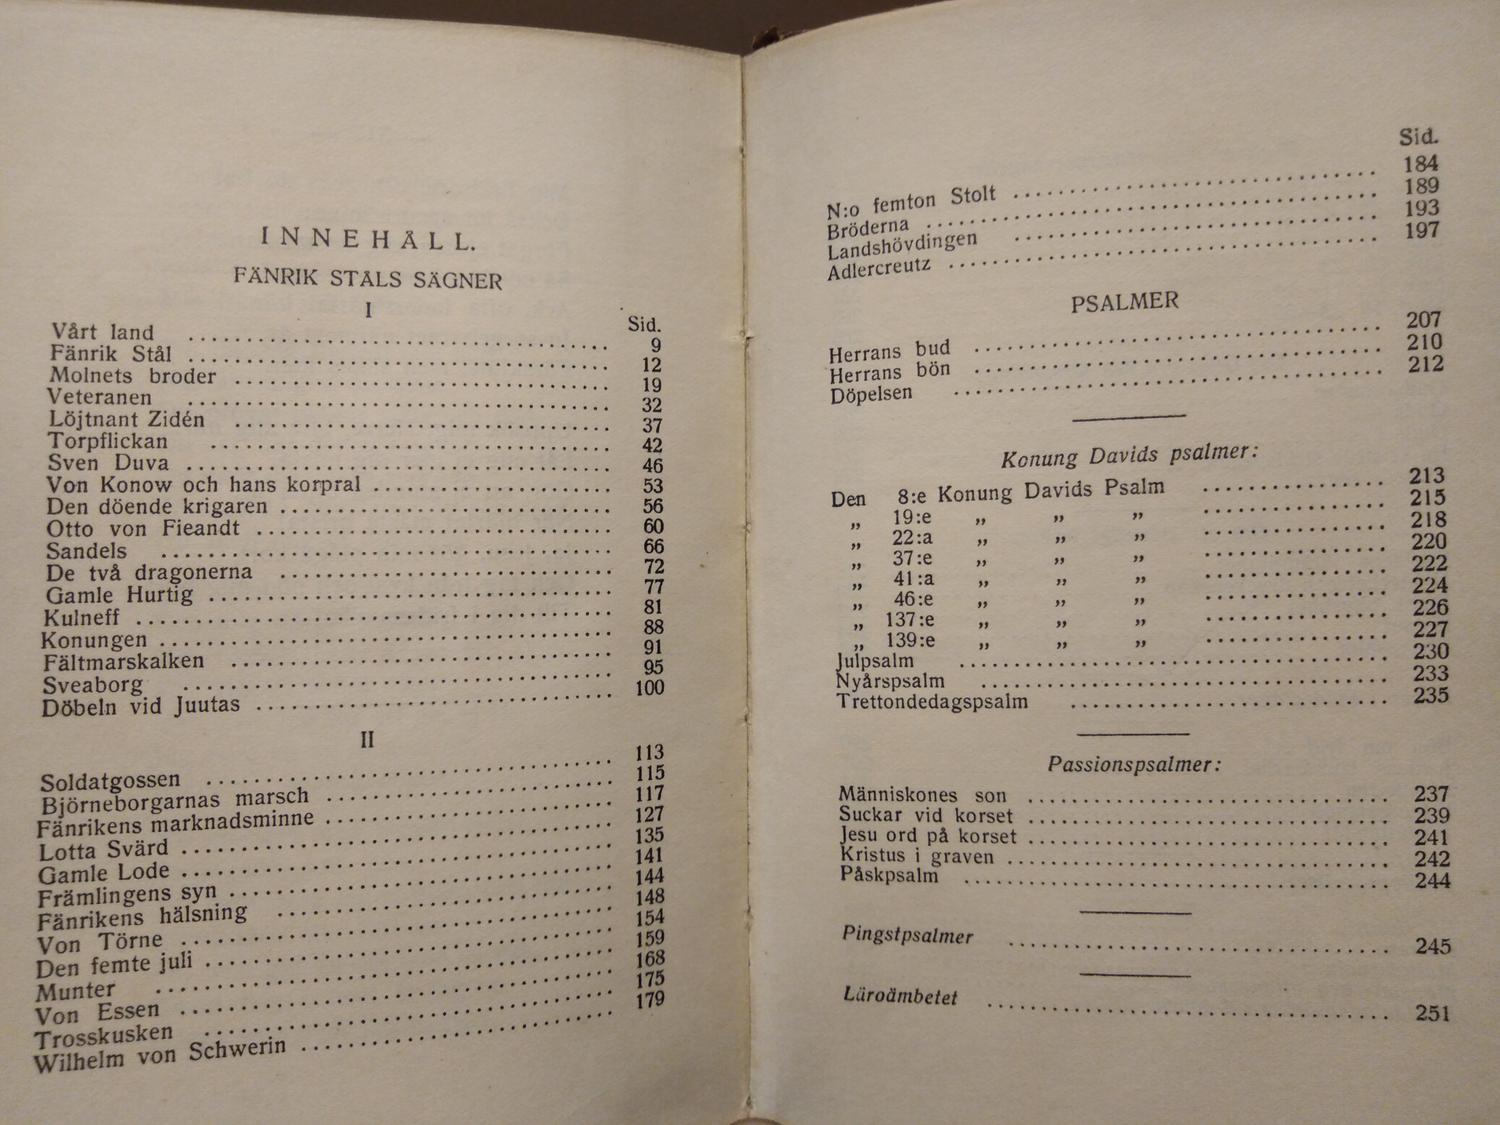 INNEHÅLL.
FÄNRIK STÅLS SÄGNER
I
Sid.
Vårt land 9
Fänrik Stål 12
Molnets broder 19
Veteranen 32
Löjtnant Zidén 37
Torpflickan 42
Sven Duva 46
Von Konow och hans korpral 53
Den döende krigaren 56
Otto von Fieandt 60
Sandels 66
De två dragonerna 72
Gamle Hurtig 77
Kulneff 81
Konungen 88
Fältmarskalken 91
Sveaborg 95
Döbeln vid Juutas 100
II
Soldatgossen 113
Björneborgarnas marsch 115
Fänrikens marknadsminne 117
Lotta Svärd 127
Gamle Lode 135
Främlingens syn 141
Fänrikens hälsning 144
Von Törne 148
Den femte juli 154
Munter 159
Von Essen 168
Trosskusken 175
Wilhelm von Schwerin 179
Sid.
N:o femton Stolt 184
Bröderna 189
Landshövdingen 193
Adlercreutz 197
PSALMER
Herrans bud 207
Herrans bön 210
Döpelsen 212
Konung Davids psalmer:
Den 8:e Konung Davids Psalm 213
„ 19:e „ „ „ 215
„ 22:a „ „ „ 218
„ 37:e „ „ „ 220
„ 41:a „ „ „ 222
„ 46:e „ „ „ 224
„ 137:e „ „ „ 226
„ 139:e „ „ „ 227
Julpsalm 230
Nyårspsalm 233
Trettondedagspsalm 235
Passionspsalmer:
Människones son 237
Suckar vid korset 239
Jesu ord på korset 241
Kristus i graven 242
Påskpsalm 244
Pingstpsalmer 245
Läroämbetet 251